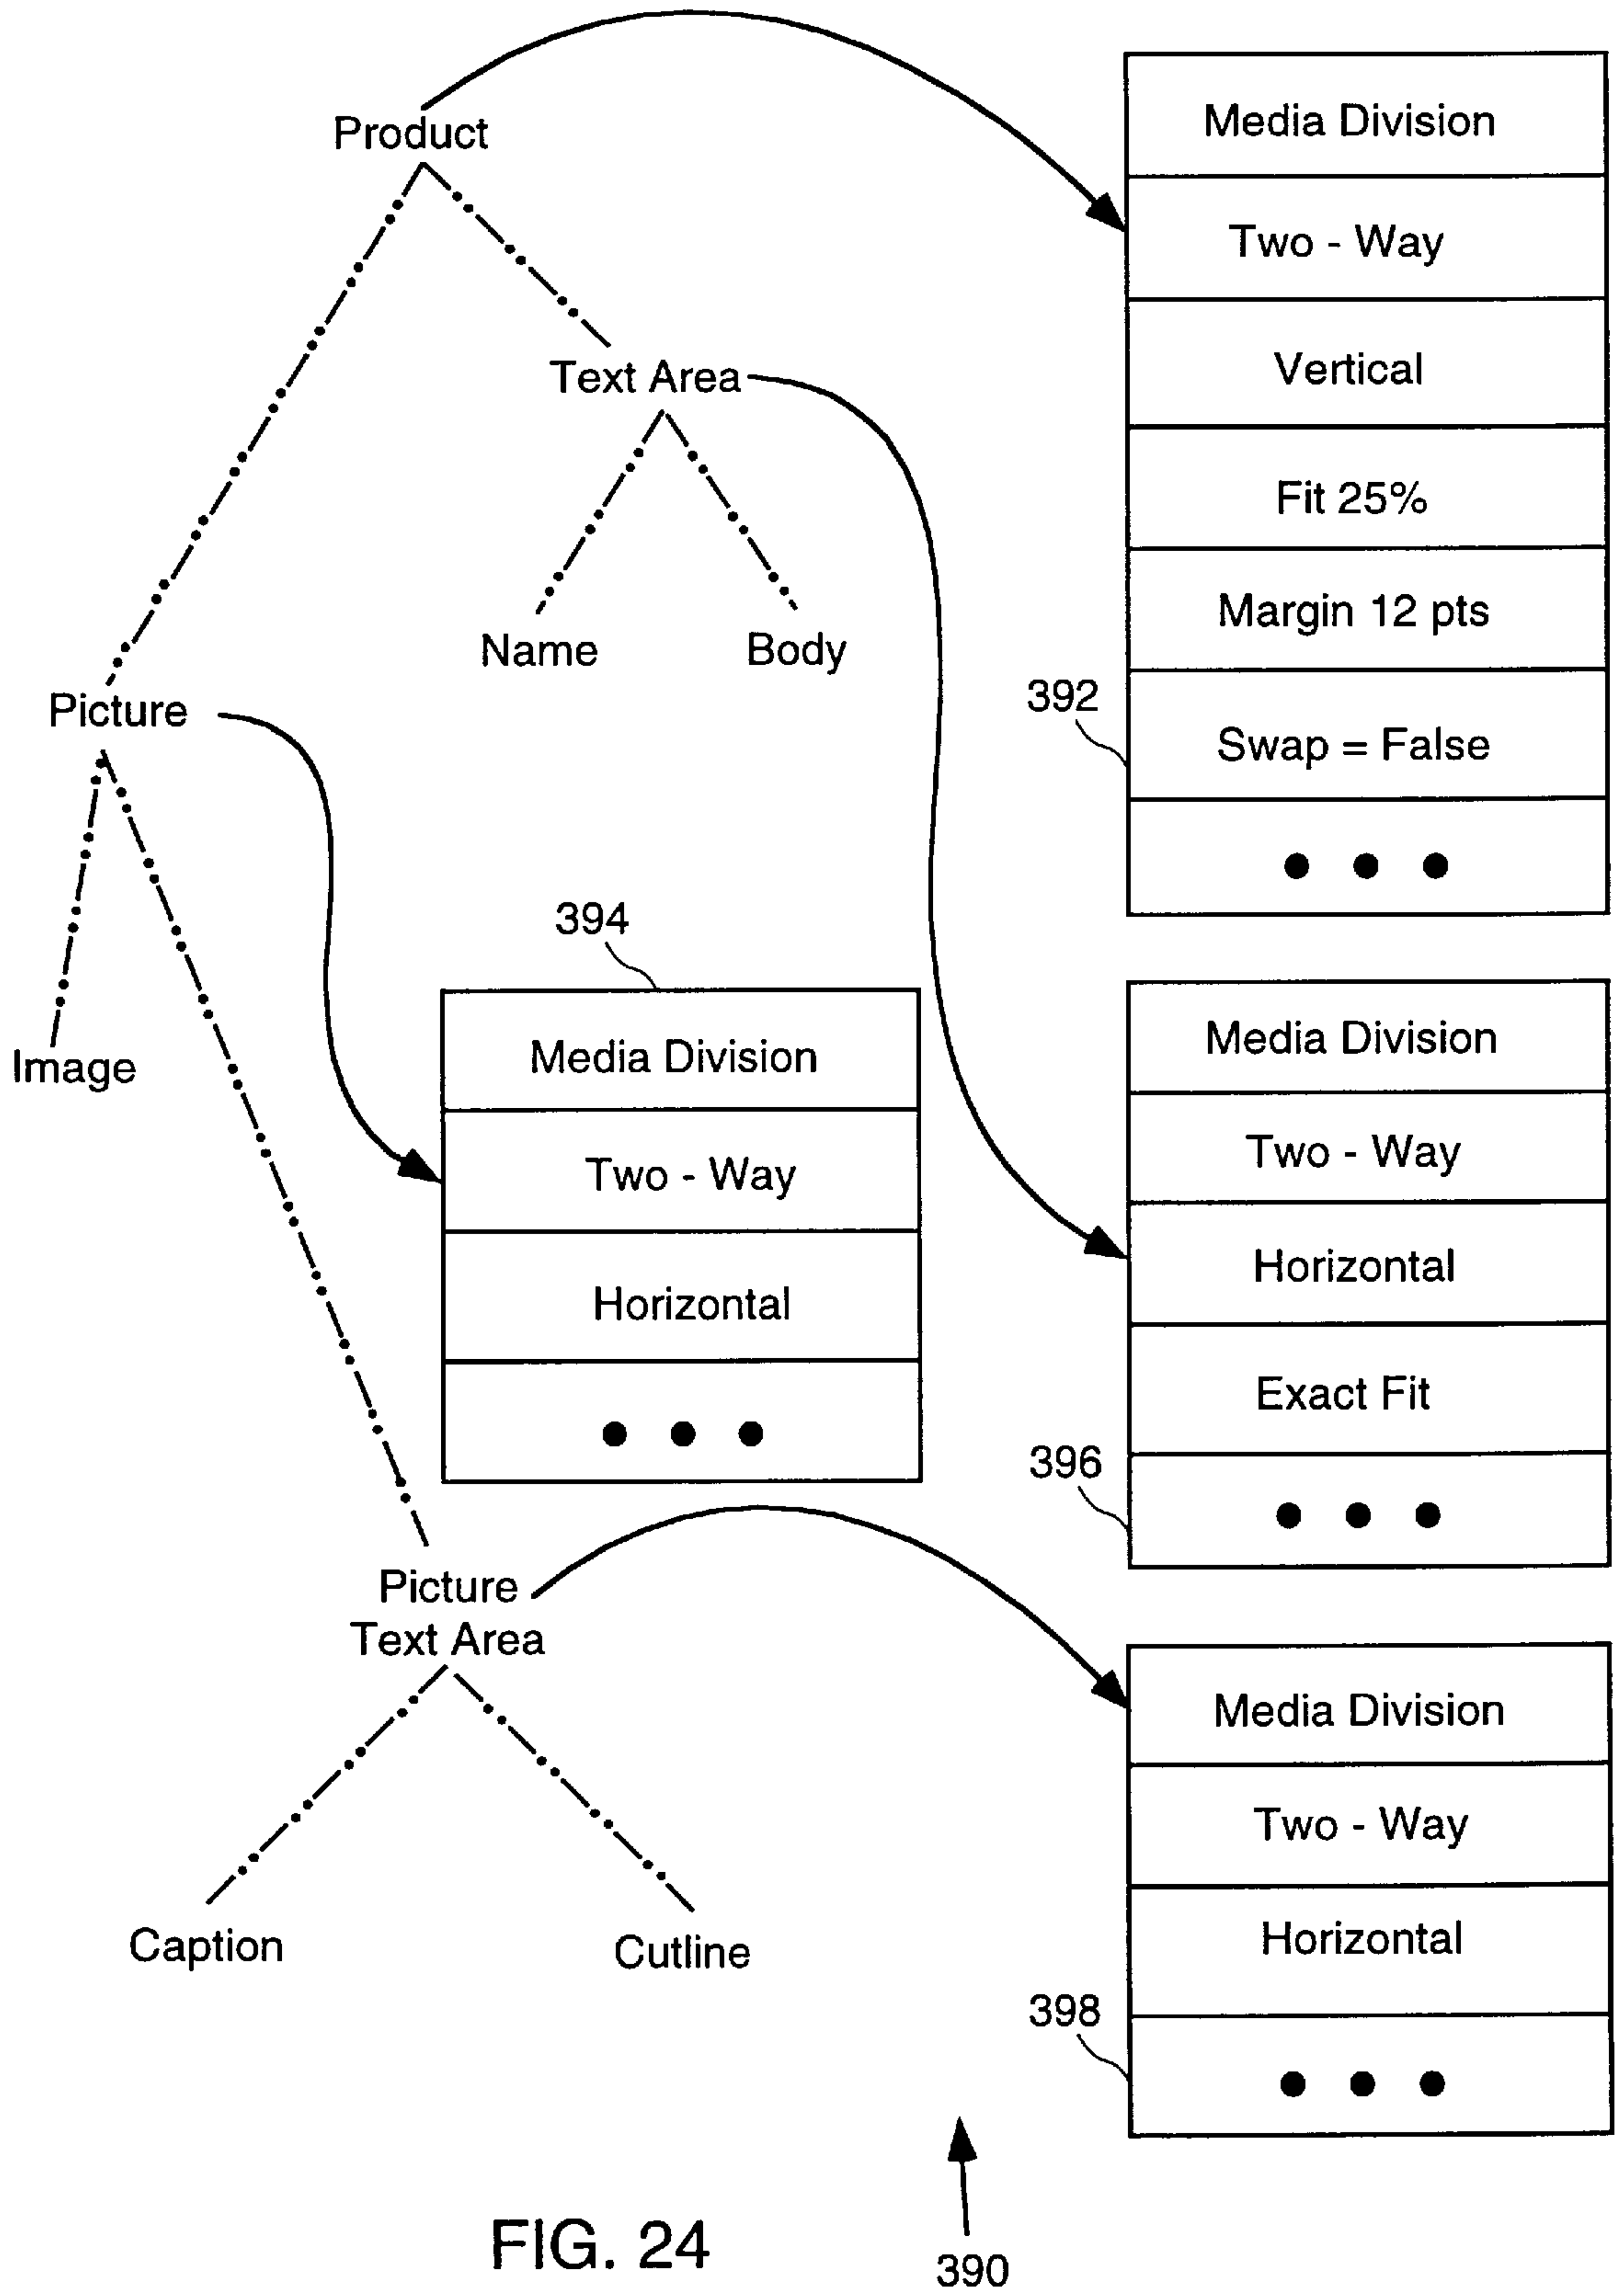 Product
Text Area
Name
Body
Picture
Image
Picture
Text Area
Caption
Cutline
Media Division
Two - Way
Vertical
Fit 25%
Margin 12 pts
392
Swap = False
394
Media Division
Two - Way
Horizontal
Media Division
Two - Way
Horizontal
Exact Fit
396
Media Division
Two - Way
Horizontal
398
FIG. 24
390